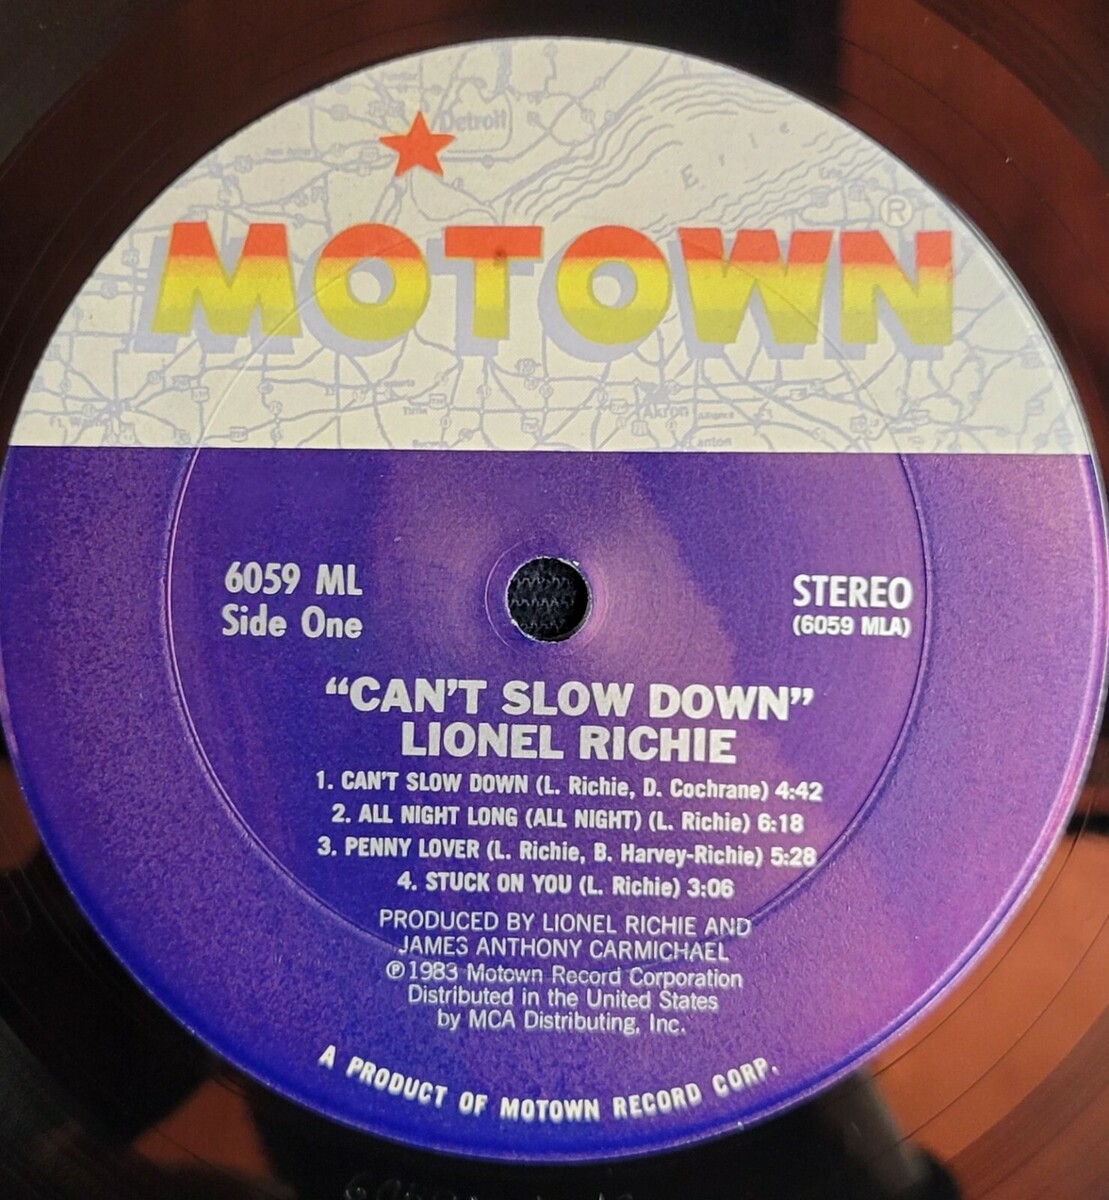 Detroit
Erie
MOTOWN®
Akron
Canton
6059 ML
Side One
STEREO
(6059 MLA)
“CAN'T SLOW DOWN”
LIONEL RICHIE
1. CAN'T SLOW DOWN (L. Richie, D. Cochrane) 4:42
2. ALL NIGHT LONG (ALL NIGHT) (L. Richie) 6:18
3. PENNY LOVER (L. Richie, B. Harvey-Richie) 5:28
4. STUCK ON YOU (L. Richie) 3:06
PRODUCED BY LIONEL RICHIE AND
JAMES ANTHONY CARMICHAEL
℗1983 Motown Record Corporation
Distributed in the United States
by MCA Distributing, Inc.
A PRODUCT OF MOTOWN RECORD CORP.